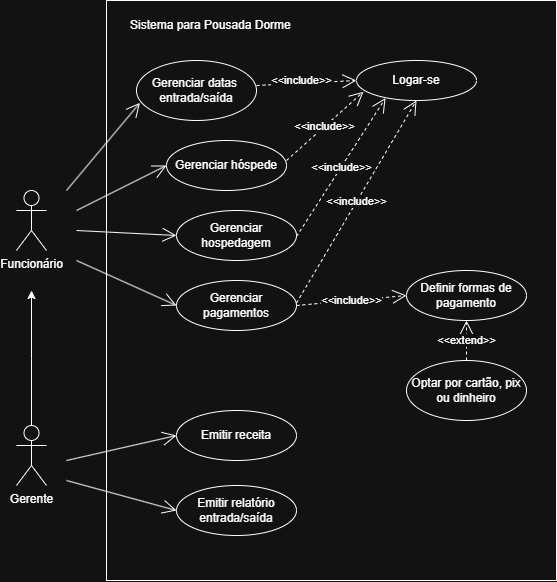 Sistema para Pousada Dorme
Gerenciar datas
entrada/saída
<<include>>
Logar-se
<<include>>
Gerenciar hóspede
<<include>>
<<include>>
Funcionário
Gerenciar
hospedagem
Gerenciar
pagamentos
<<include>>
Definir formas de
pagamento
<<extend>>
Optar por cartão, pix
ou dinheiro
Emitir receita
Gerente
Emitir relatório
entrada/saída